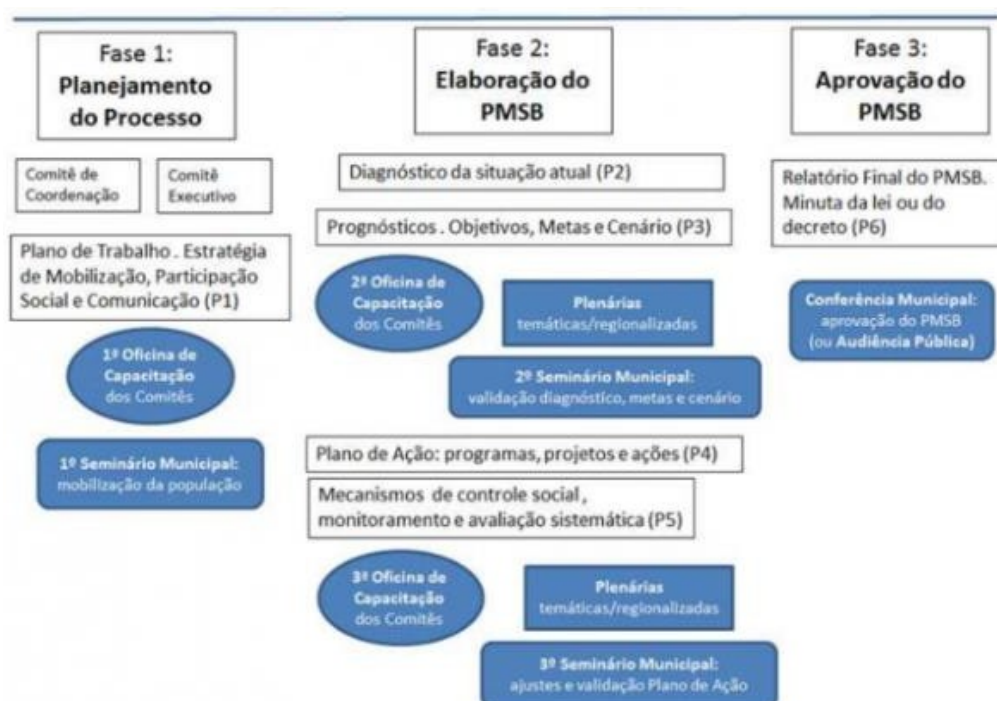 Fase 1:
Planejamento
do Processo
Comitê de
Coordenação
Comitê
Executivo
Plano de Trabalho . Estratégia
de Mobilização, Participação
Social e Comunicação (P1)
1º Oficina de
Capacitação
dos Comitês
1º Seminário Municipal:
mobilização da população
Fase 2:
Elaboração do
PMSB
Diagnóstico da situação atual (P2)
Prognósticos . Objetivos, Metas e Cenário (P3)
2º Oficina de
Capacitação
dos Comitês
Plenárias
temáticas/regionalizadas
2º Seminário Municipal:
validação diagnóstico, metas e cenário
Plano de Ação: programas, projetos e ações (P4)
Mecanismos de controle social ,
monitoramento e avaliação sistemática (P5)
3º Oficina de
Capacitação
dos Comitês
Plenárias
temáticas/regionalizadas
3º Seminário Municipal:
ajustes e validação Plano de Ação
Fase 3:
Aprovação do
PMSB
Relatório Final do PMSB.
Minuta da lei ou do
decreto (P6)
Conferência Municipal:
aprovação do PMSB
(ou Audiência Pública)